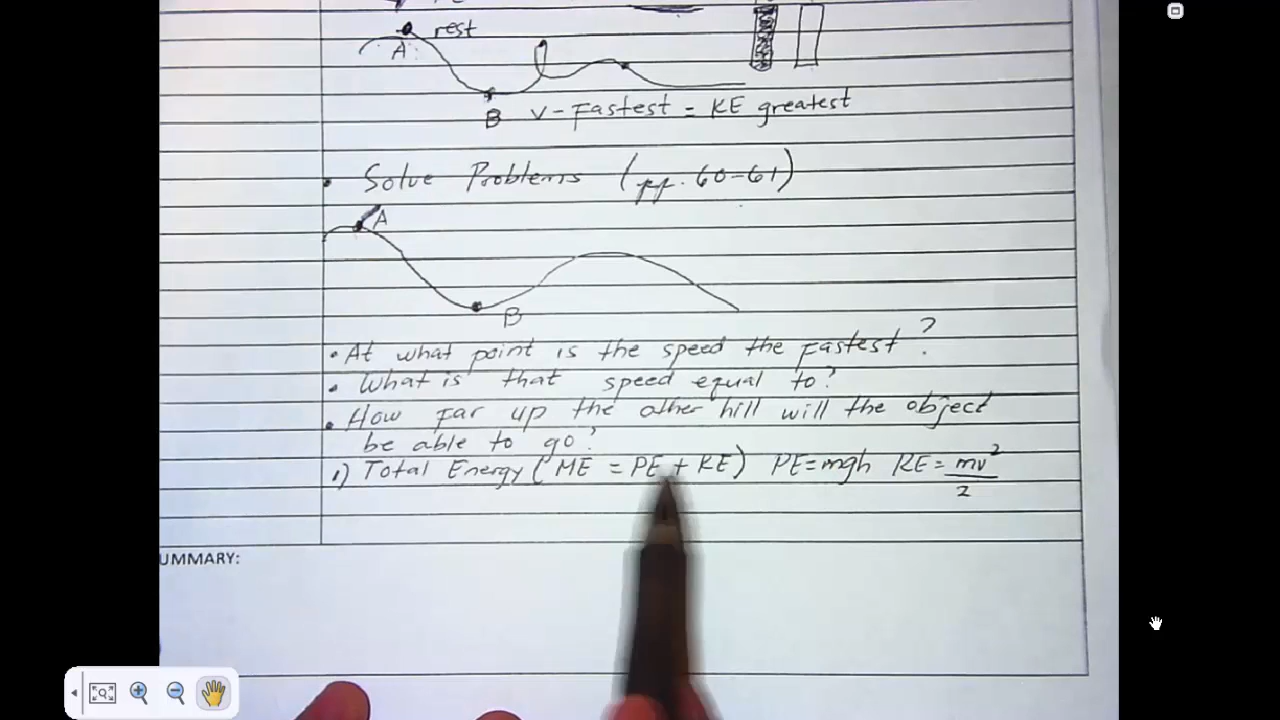 rest
A
B V-Fastest = KE greatest
• Solve Problems (pp. 60-61)
A
B
• At what point is the speed the fastest?
• What is that speed equal to?
• How far up the other hill will the object
be able to go?
1) Total Energy (ME = PE + KE) PE=mgh KE=mv²/2
UMMARY: